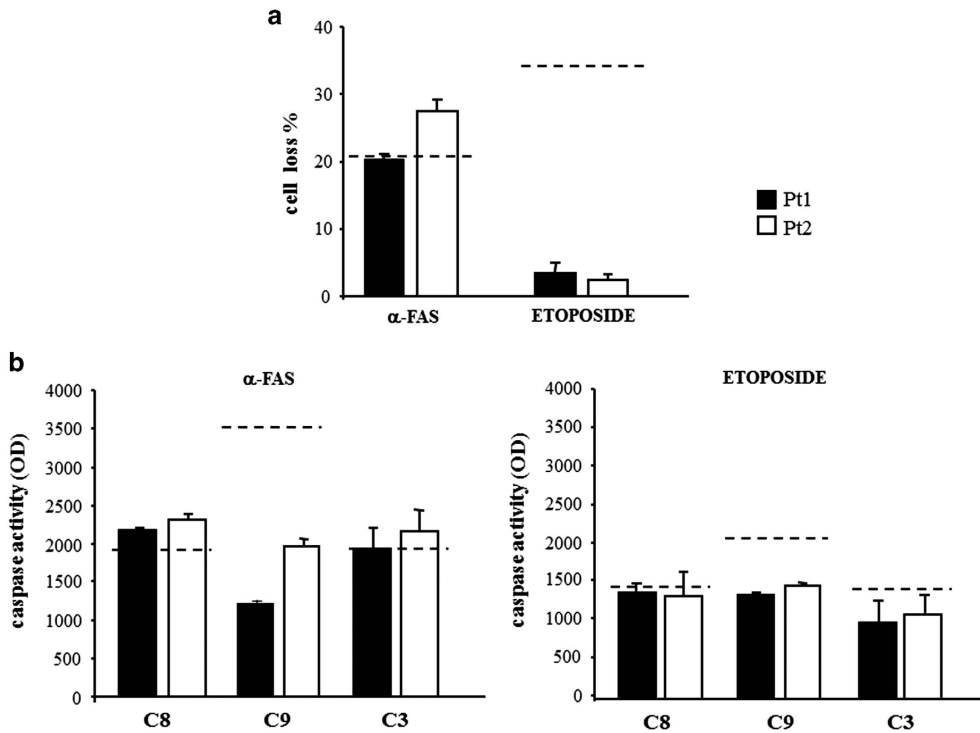 a
40
30
20
10
0
cell loss %
α-FAS ETOPOSIDE
Pt1
Pt2
b
α-FAS
4000
3500
3000
2500
2000
1500
1000
500
0
caspase activity (OD)
C8 C9 C3
ETOPOSIDE
4000
3500
3000
2500
2000
1500
1000
500
0
caspase activity (OD)
C8 C9 C3